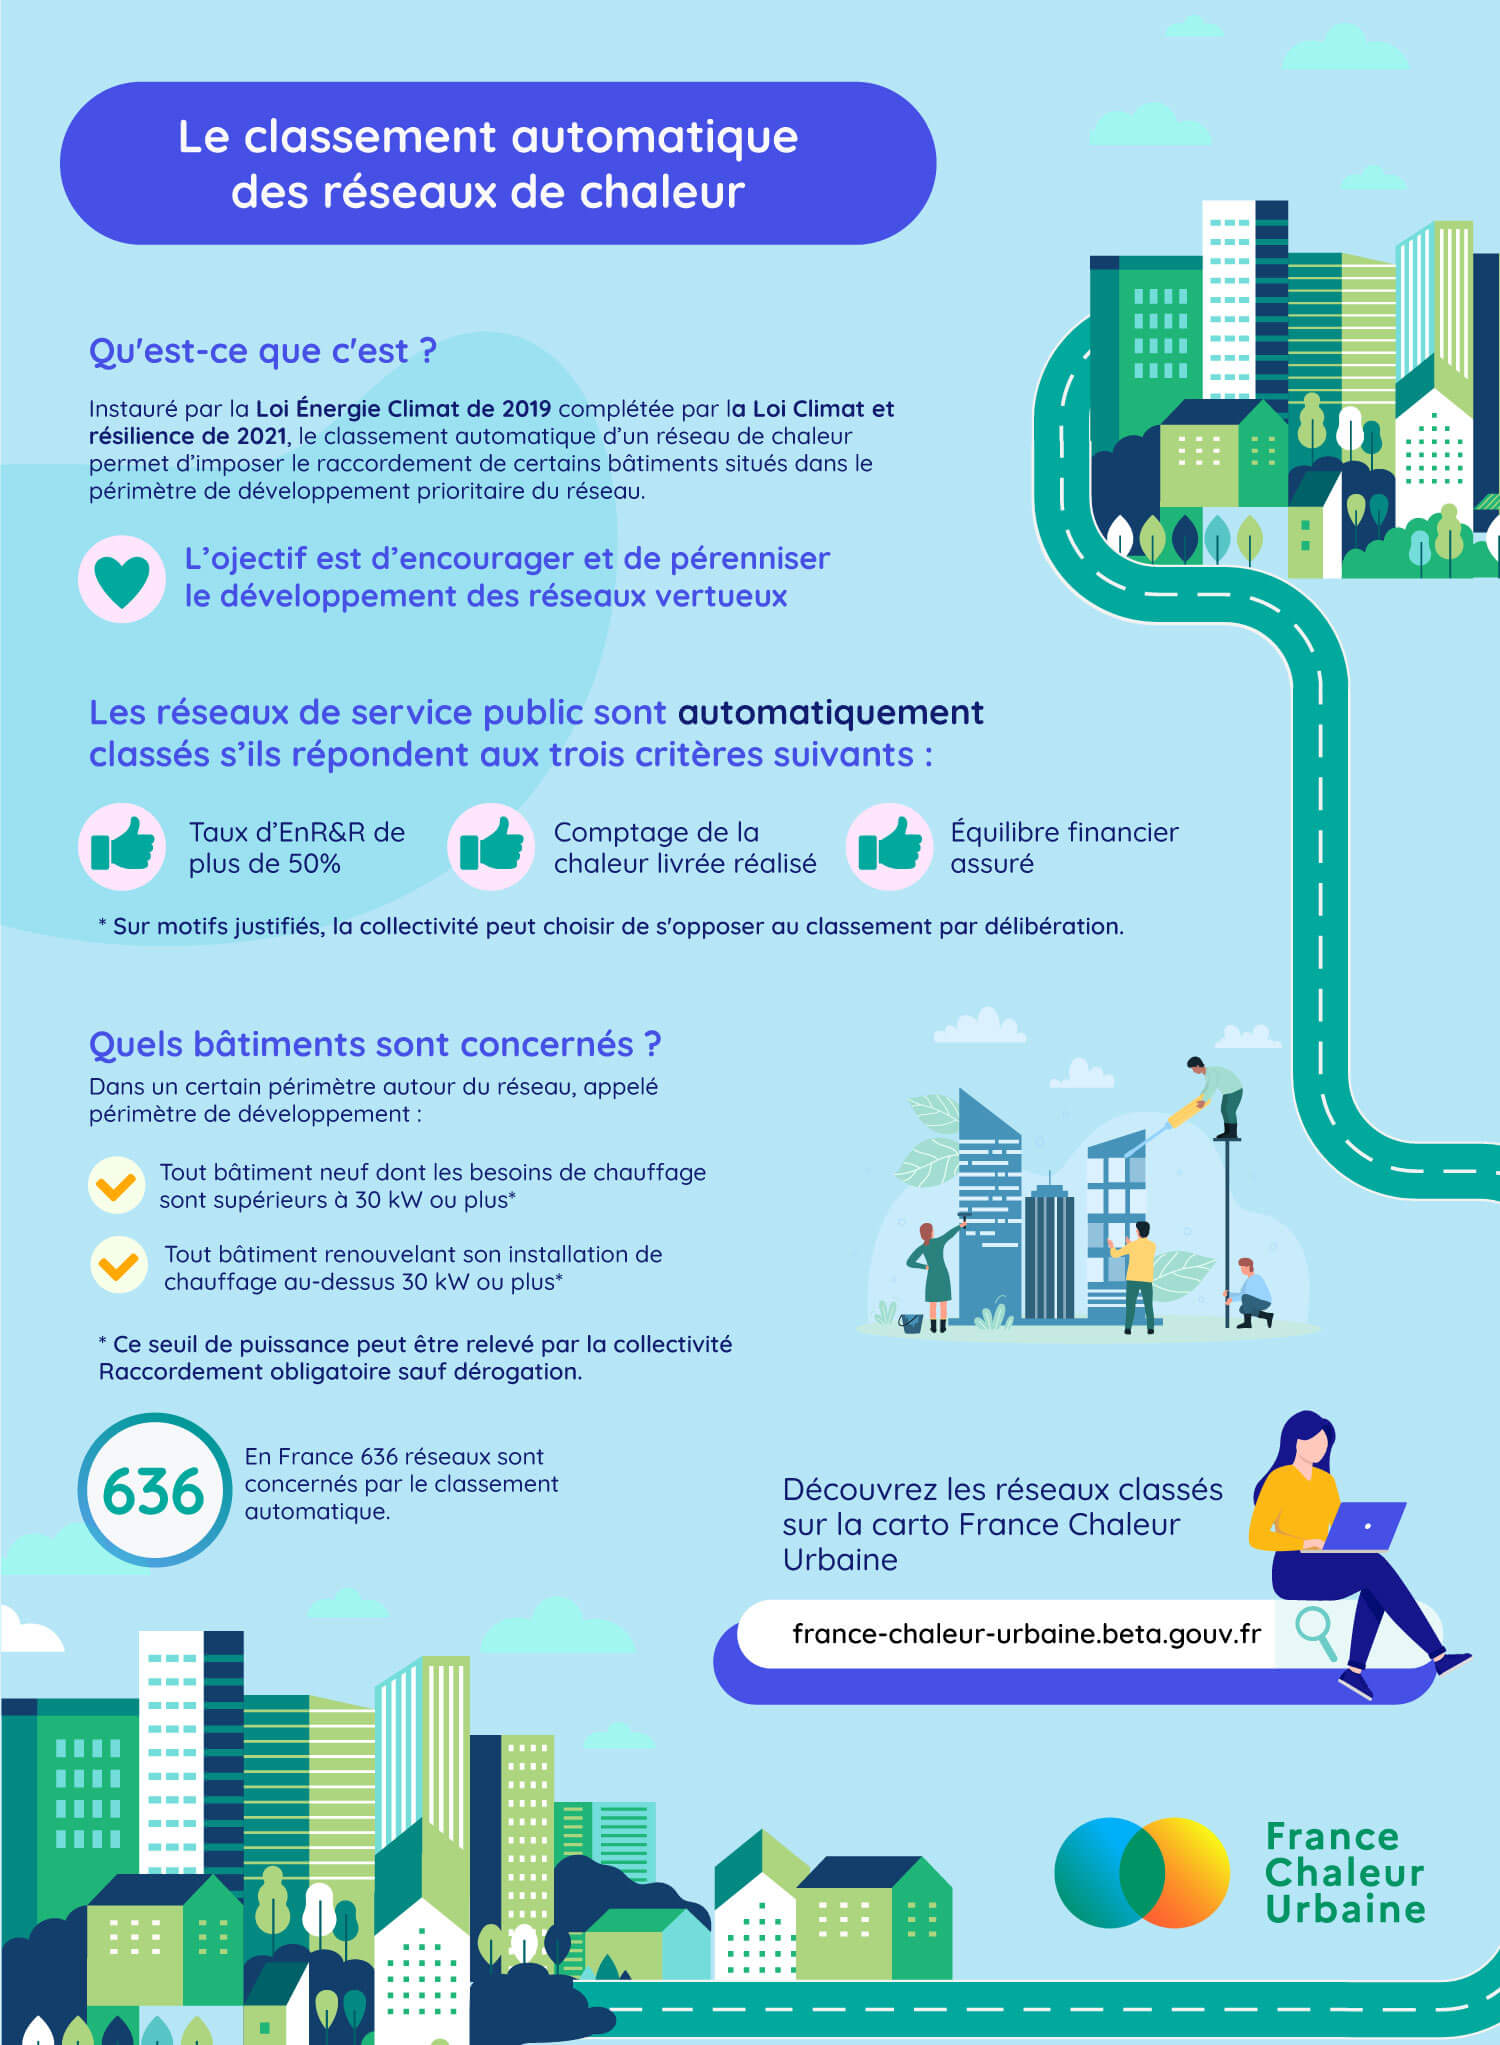 Le classement automatique
des réseaux de chaleur
Qu'est-ce que c'est ?
Instauré par la Loi Énergie Climat de 2019 complétée par la Loi Climat et
résilience de 2021, le classement automatique d’un réseau de chaleur
permet d’imposer le raccordement de certains bâtiments situés dans le
périmètre de développement prioritaire du réseau.
L’ojectif est d’encourager et de pérenniser
le développement des réseaux vertueux
Les réseaux de service public sont automatiquement
classés s’ils répondent aux trois critères suivants :
Taux d’EnR&R de
plus de 50%
Comptage de la
chaleur livrée réalisé
Équilibre financier
assuré
* Sur motifs justifiés, la collectivité peut choisir de s'opposer au classement par délibération.
Quels bâtiments sont concernés ?
Dans un certain périmètre autour du réseau, appelé
périmètre de développement :
Tout bâtiment neuf dont les besoins de chauffage
sont supérieurs à 30 kW ou plus*
Tout bâtiment renouvelant son installation de
chauffage au-dessus 30 kW ou plus*
* Ce seuil de puissance peut être relevé par la collectivité
Raccordement obligatoire sauf dérogation.
636
En France 636 réseaux sont
concernés par le classement
automatique.
Découvrez les réseaux classés
sur la carto France Chaleur
Urbaine
france-chaleur-urbaine.beta.gouv.fr
France
Chaleur
Urbaine